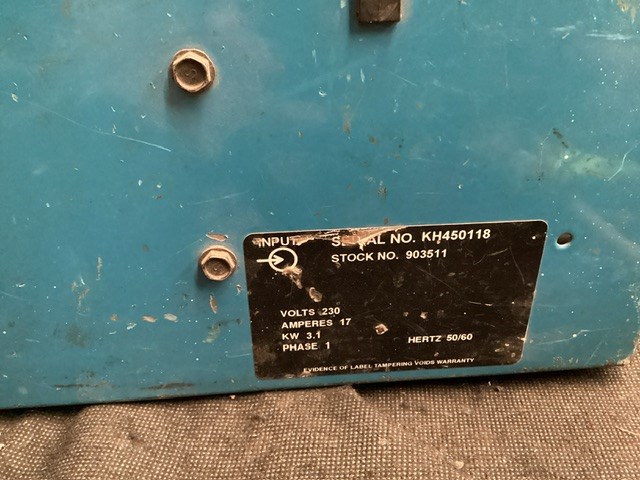 INPUT SERIAL NO. KH450118
STOCK NO. 903511
VOLTS 230
AMPERES 17
KW 3.1
PHASE 1 HERTZ 50/60
EVIDENCE OF LABEL TAMPERING VOIDS WARRANTY